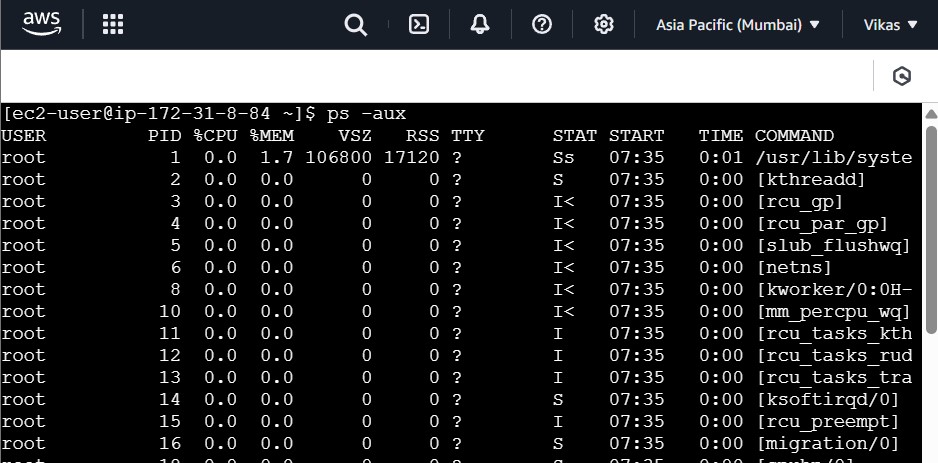 aws
Asia Pacific (Mumbai) ▼ Vikas ▼
[ec2-user@ip-172-31-8-84 ~]$ ps -aux
USER PID %CPU %MEM VSZ RSS TTY STAT START TIME COMMAND
root 1 0.0 1.7 106800 17120 ? Ss 07:35 0:01 /usr/lib/syste
root 2 0.0 0.0 0 0 ? S 07:35 0:00 [kthreadd]
root 3 0.0 0.0 0 0 ? I< 07:35 0:00 [rcu_gp]
root 4 0.0 0.0 0 0 ? I< 07:35 0:00 [rcu_par_gp]
root 5 0.0 0.0 0 0 ? I< 07:35 0:00 [slub_flushwq]
root 6 0.0 0.0 0 0 ? I< 07:35 0:00 [netns]
root 8 0.0 0.0 0 0 ? I< 07:35 0:00 [kworker/0:0H-
root 10 0.0 0.0 0 0 ? I< 07:35 0:00 [mm_percpu_wq]
root 11 0.0 0.0 0 0 ? I 07:35 0:00 [rcu_tasks_kth
root 12 0.0 0.0 0 0 ? I 07:35 0:00 [rcu_tasks_rud
root 13 0.0 0.0 0 0 ? I 07:35 0:00 [rcu_tasks_tra
root 14 0.0 0.0 0 0 ? S 07:35 0:00 [ksoftirqd/0]
root 15 0.0 0.0 0 0 ? I 07:35 0:00 [rcu_preempt]
root 16 0.0 0.0 0 0 ? S 07:35 0:00 [migration/0]